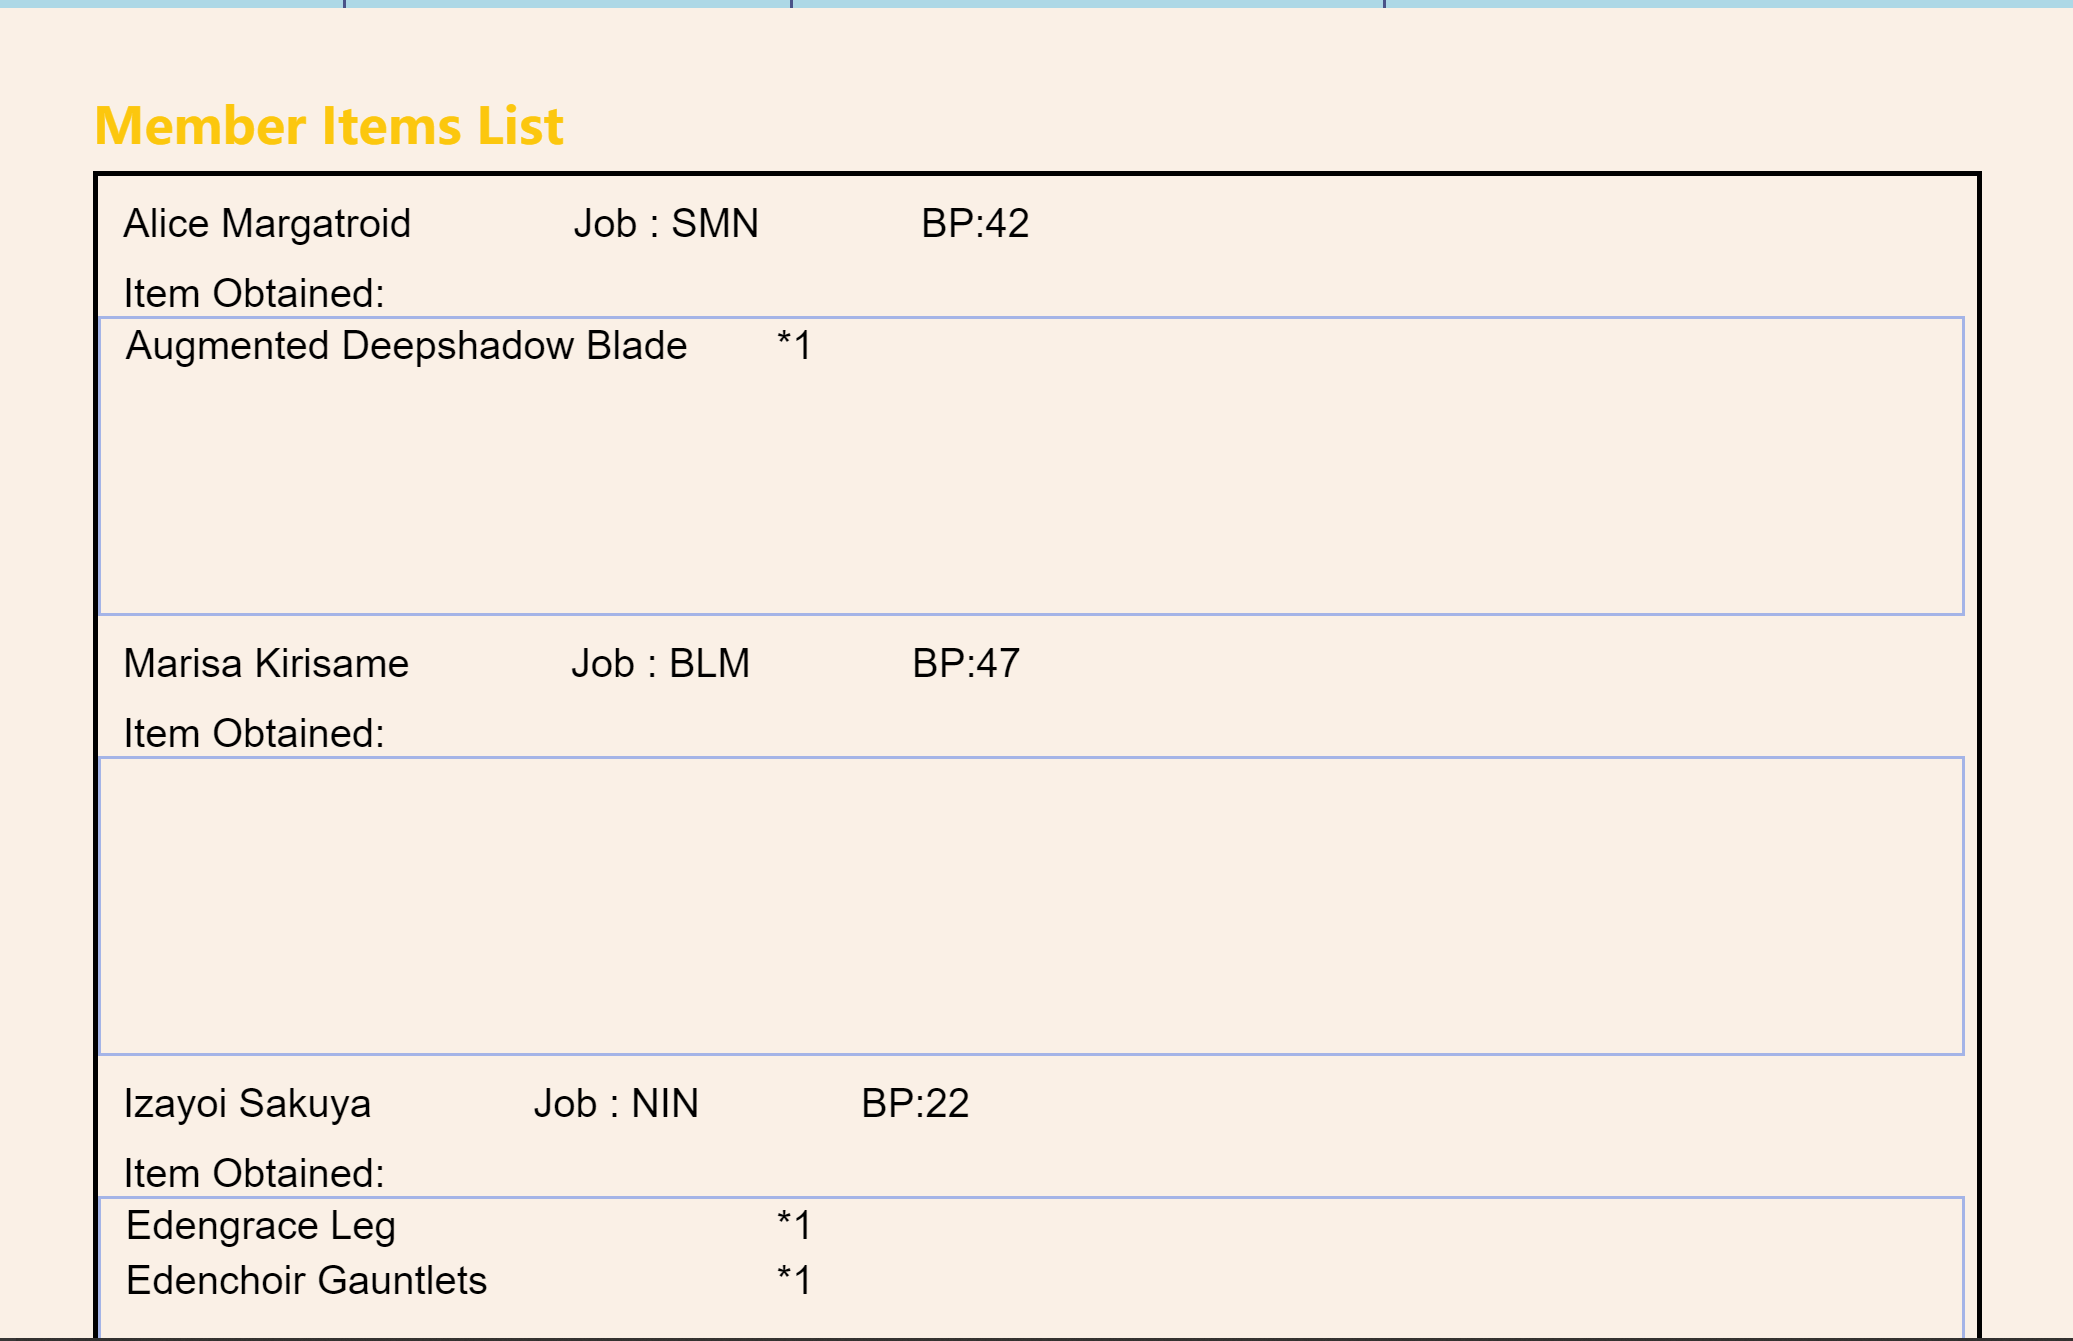 Member Items List
Alice Margatroid Job : SMN BP:42
Item Obtained:
Augmented Deepshadow Blade *1
Marisa Kirisame Job : BLM BP:47
Item Obtained:
Izayoi Sakuya Job : NIN BP:22
Item Obtained:
Edengrace Leg *1
Edenchoir Gauntlets *1